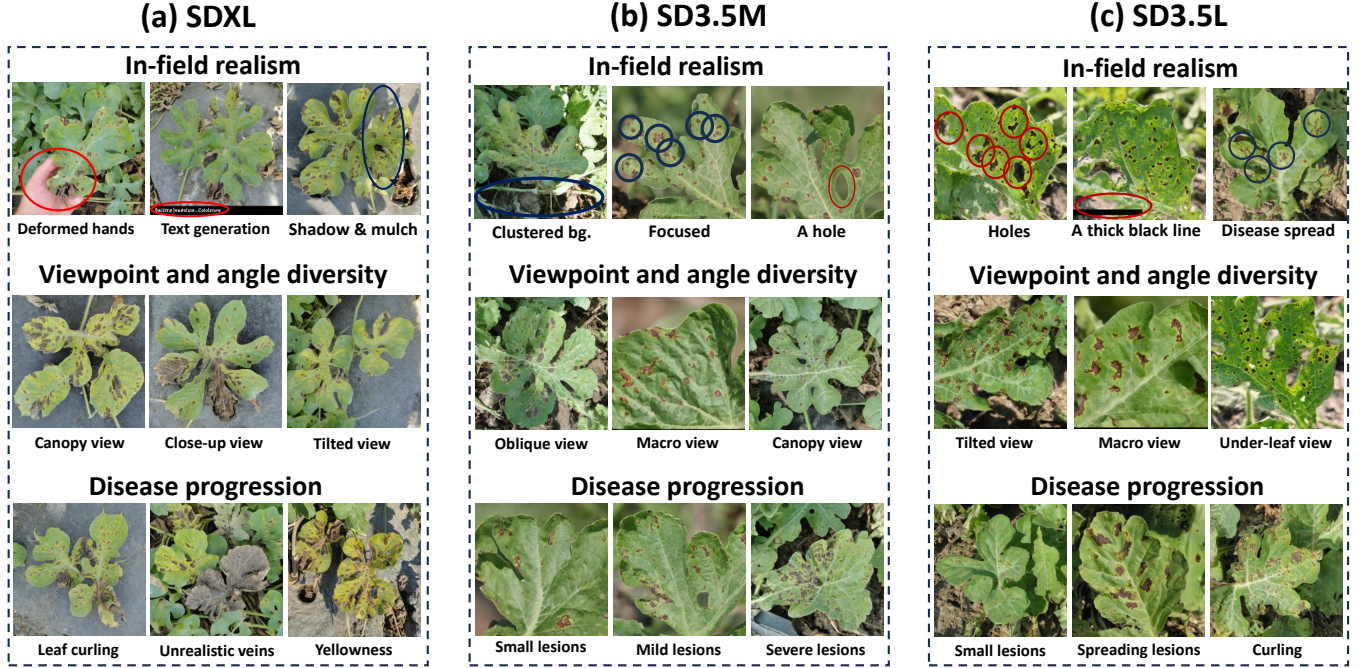 (a) SDXL
In-field realism
Deformed hands
Text generation
Shadow & mulch
Viewpoint and angle diversity
Canopy view
Close-up view
Tilted view
Disease progression
Leaf curling
Unrealistic veins
Yellowness
(b) SD3.5M
In-field realism
Clustered bg.
Focused
A hole
Viewpoint and angle diversity
Oblique view
Macro view
Canopy view
Disease progression
Small lesions
Mild lesions
Severe lesions
(c) SD3.5L
In-field realism
Holes
A thick black line
Disease spread
Viewpoint and angle diversity
Tilted view
Macro view
Under-leaf view
Disease progression
Small lesions
Spreading lesions
Curling